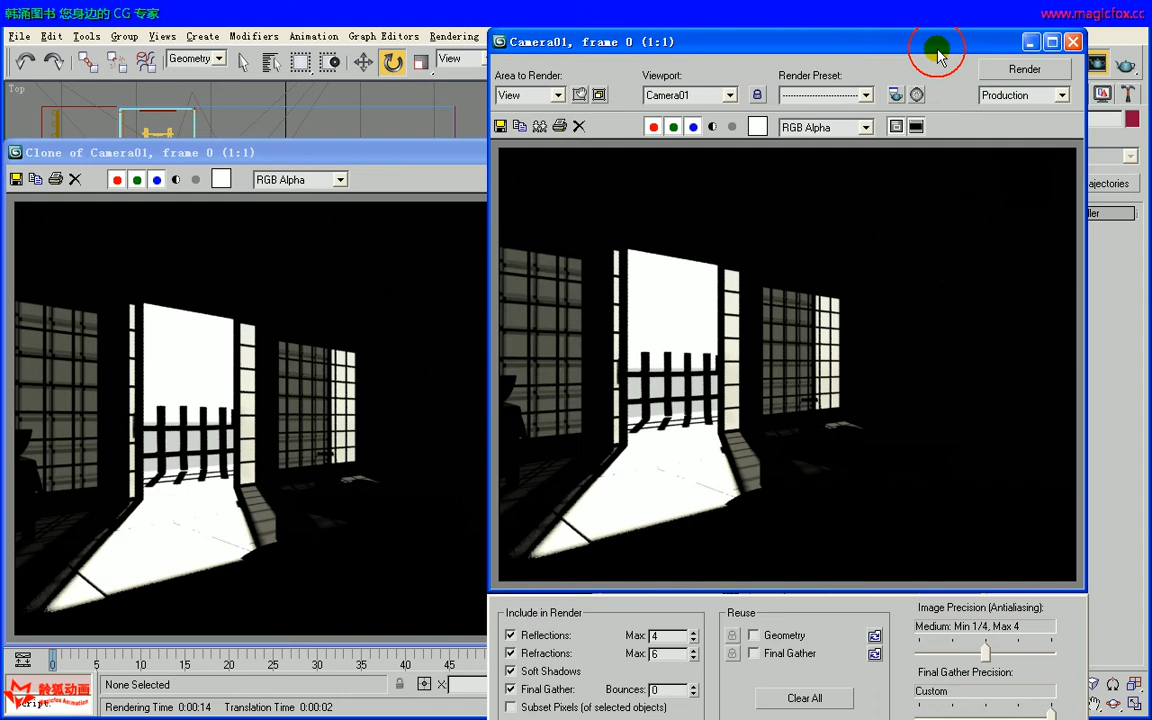 韩涌图书 您身边的 CG 专家
www.magicfox.cc
File Edit Tools Group Views Create Modifiers Animation Graph Editors Rendering
Camera01, frame 0 (1:1)
Geometry
View
Area to Render:
Viewport:
Render Preset:
Render
View
Camera01
Production
Top
RGB Alpha
Clone of Camera01, frame 0 (1:1)
RGB Alpha
ajectories
ller
Include in Render
Reuse
Image Precision (Antialiasing):
Medium: Min 1/4, Max 4
Reflections: Max: 4
Geometry
Refractions: Max: 6
Final Gather
Soft Shadows
Final Gather Precision:
Final Gather: Bounces: 0
Custom
Clear All
Subset Pixels (of selected objects)
0 5 10 15 20 25 30 35 40 45
None Selected
X:
龄狐动画
Rendering Time 0:00:14 Translation Time 0:00:02